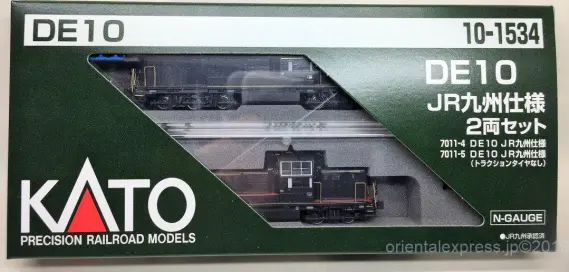 DE10
10-1534
DE10
JR九州仕様
2両セット
7011-4 DE10 JR九州仕様
7011-5 DE10 JR九州仕様
(トラクションタイヤなし)
KATO
PRECISION RAILROAD MODELS
N-GAUGE
●JR九州承認済
orientalexpress.jp©201